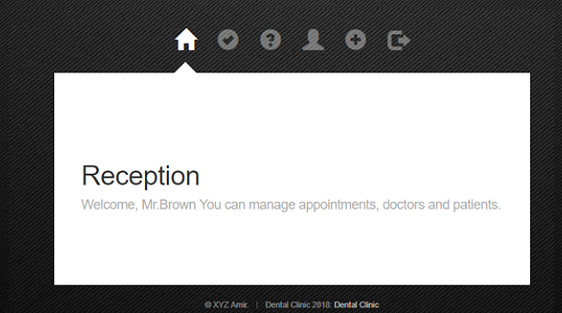 Reception
Welcome, Mr.Brown You can manage appointments, doctors and patients.
© XYZ Amir. | Dental Clinic 2018: Dental Clinic